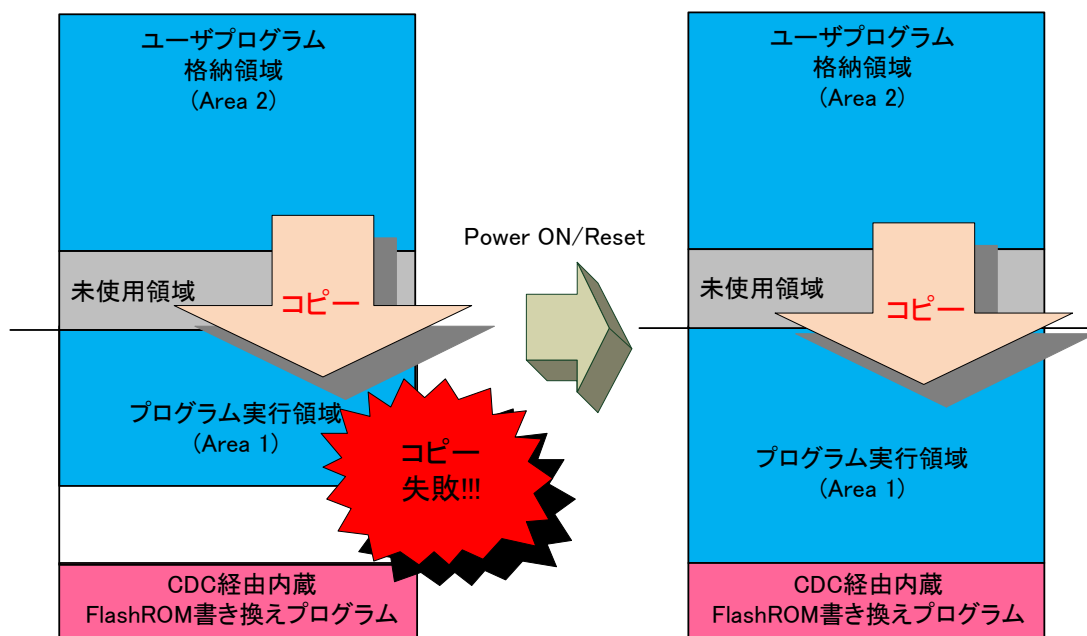 ユーザプログラム
格納領域
(Area 2)
未使用領域
コピー
プログラム実行領域
(Area 1)
コピー
失敗!!!
CDC経由内蔵
FlashROM書き換えプログラム
Power ON/Reset
ユーザプログラム
格納領域
(Area 2)
未使用領域
コピー
プログラム実行領域
(Area 1)
CDC経由内蔵
FlashROM書き換えプログラム